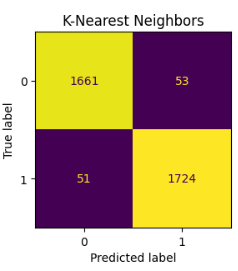 K-Nearest Neighbors
True label
0
1661
53
1
51
1724
0
1
Predicted label